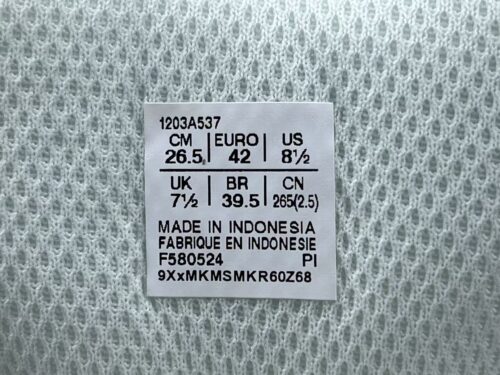 1203A537
CM EURO US
26.5 42 8½
UK BR CN
7½ 39.5 265(2.5)
MADE IN INDONESIA
FABRIQUE EN INDONESIE
F580524 PI
9XxMKMSMKR60Z68